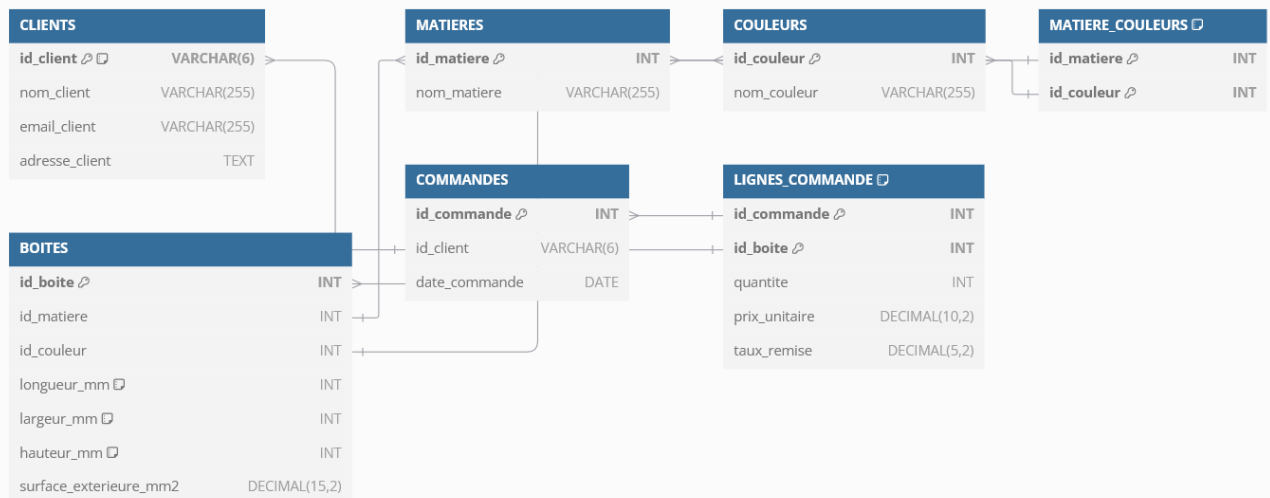 CLIENTS
id_client VARCHAR(6)
nom_client VARCHAR(255)
email_client VARCHAR(255)
adresse_client TEXT
MATIERES
id_matiere INT
nom_matiere VARCHAR(255)
COULEURS
id_couleur INT
nom_couleur VARCHAR(255)
MATIERE_COULEURS
id_matiere INT
id_couleur INT
COMMANDES
id_commande INT
id_client VARCHAR(6)
date_commande DATE
LIGNES_COMMANDE
id_commande INT
id_boite INT
quantite INT
prix_unitaire DECIMAL(10,2)
taux_remise DECIMAL(5,2)
BOITES
id_boite INT
id_matiere INT
id_couleur INT
longueur_mm INT
largeur_mm INT
hauteur_mm INT
surface_exterieure_mm2 DECIMAL(15,2)